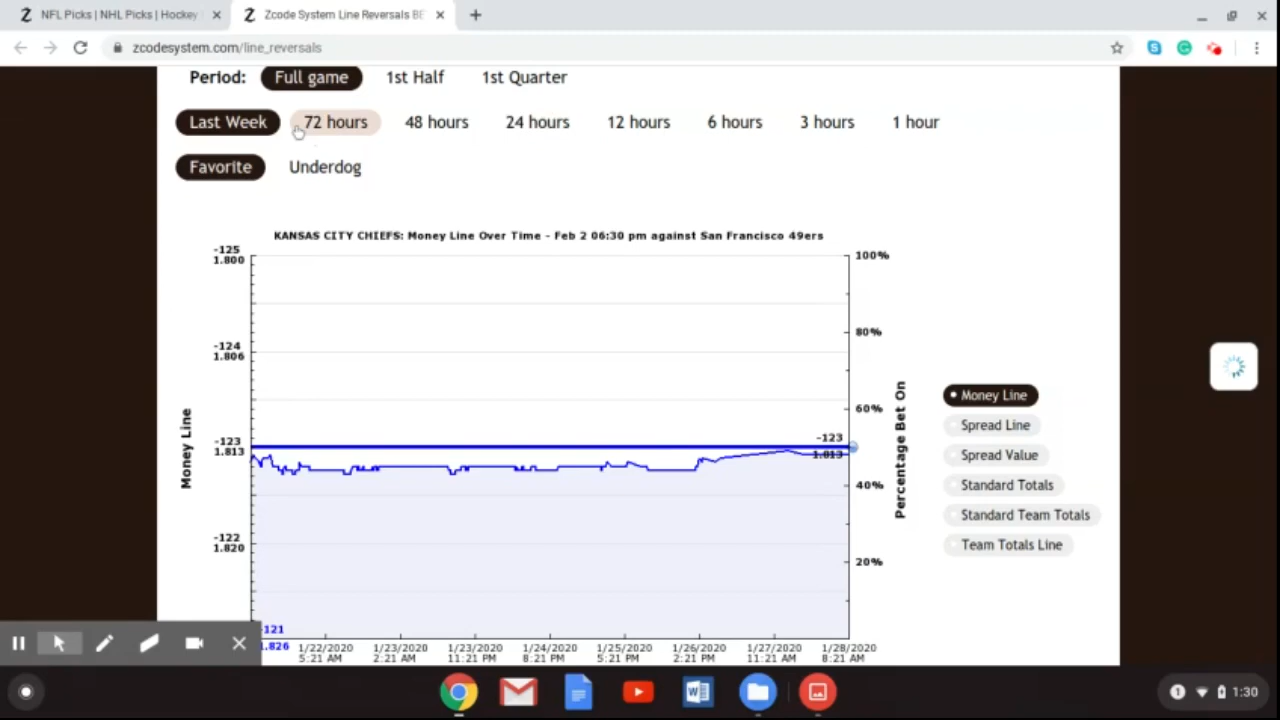 NFL Picks | NHL Picks | Hockey
Zcode System Line Reversals BE
zcodesystem.com/line_reversals
Period: Full game 1st Half 1st Quarter
Last Week 72 hours 48 hours 24 hours 12 hours 6 hours 3 hours 1 hour
Favorite Underdog
KANSAS CITY CHIEFS: Money Line Over Time - Feb 2 06:30 pm against San Francisco 49ers
-125
1.800
100%
-124
1.806
80%
60%
-123
1.813
-123
1.813
40%
-122
1.820
20%
-121
1.826
Money Line
Percentage Bet On
Money Line
Spread Line
Spread Value
Standard Totals
Standard Team Totals
Team Totals Line
1/22/2020 1/23/2020 1/23/2020 1/24/2020 1/25/2020 1/26/2020 1/27/2020 1/28/2020
5:21 AM 2:21 AM 11:21 PM 8:21 PM 5:21 PM 2:21 PM 11:21 AM 8:21 AM
1 1:30